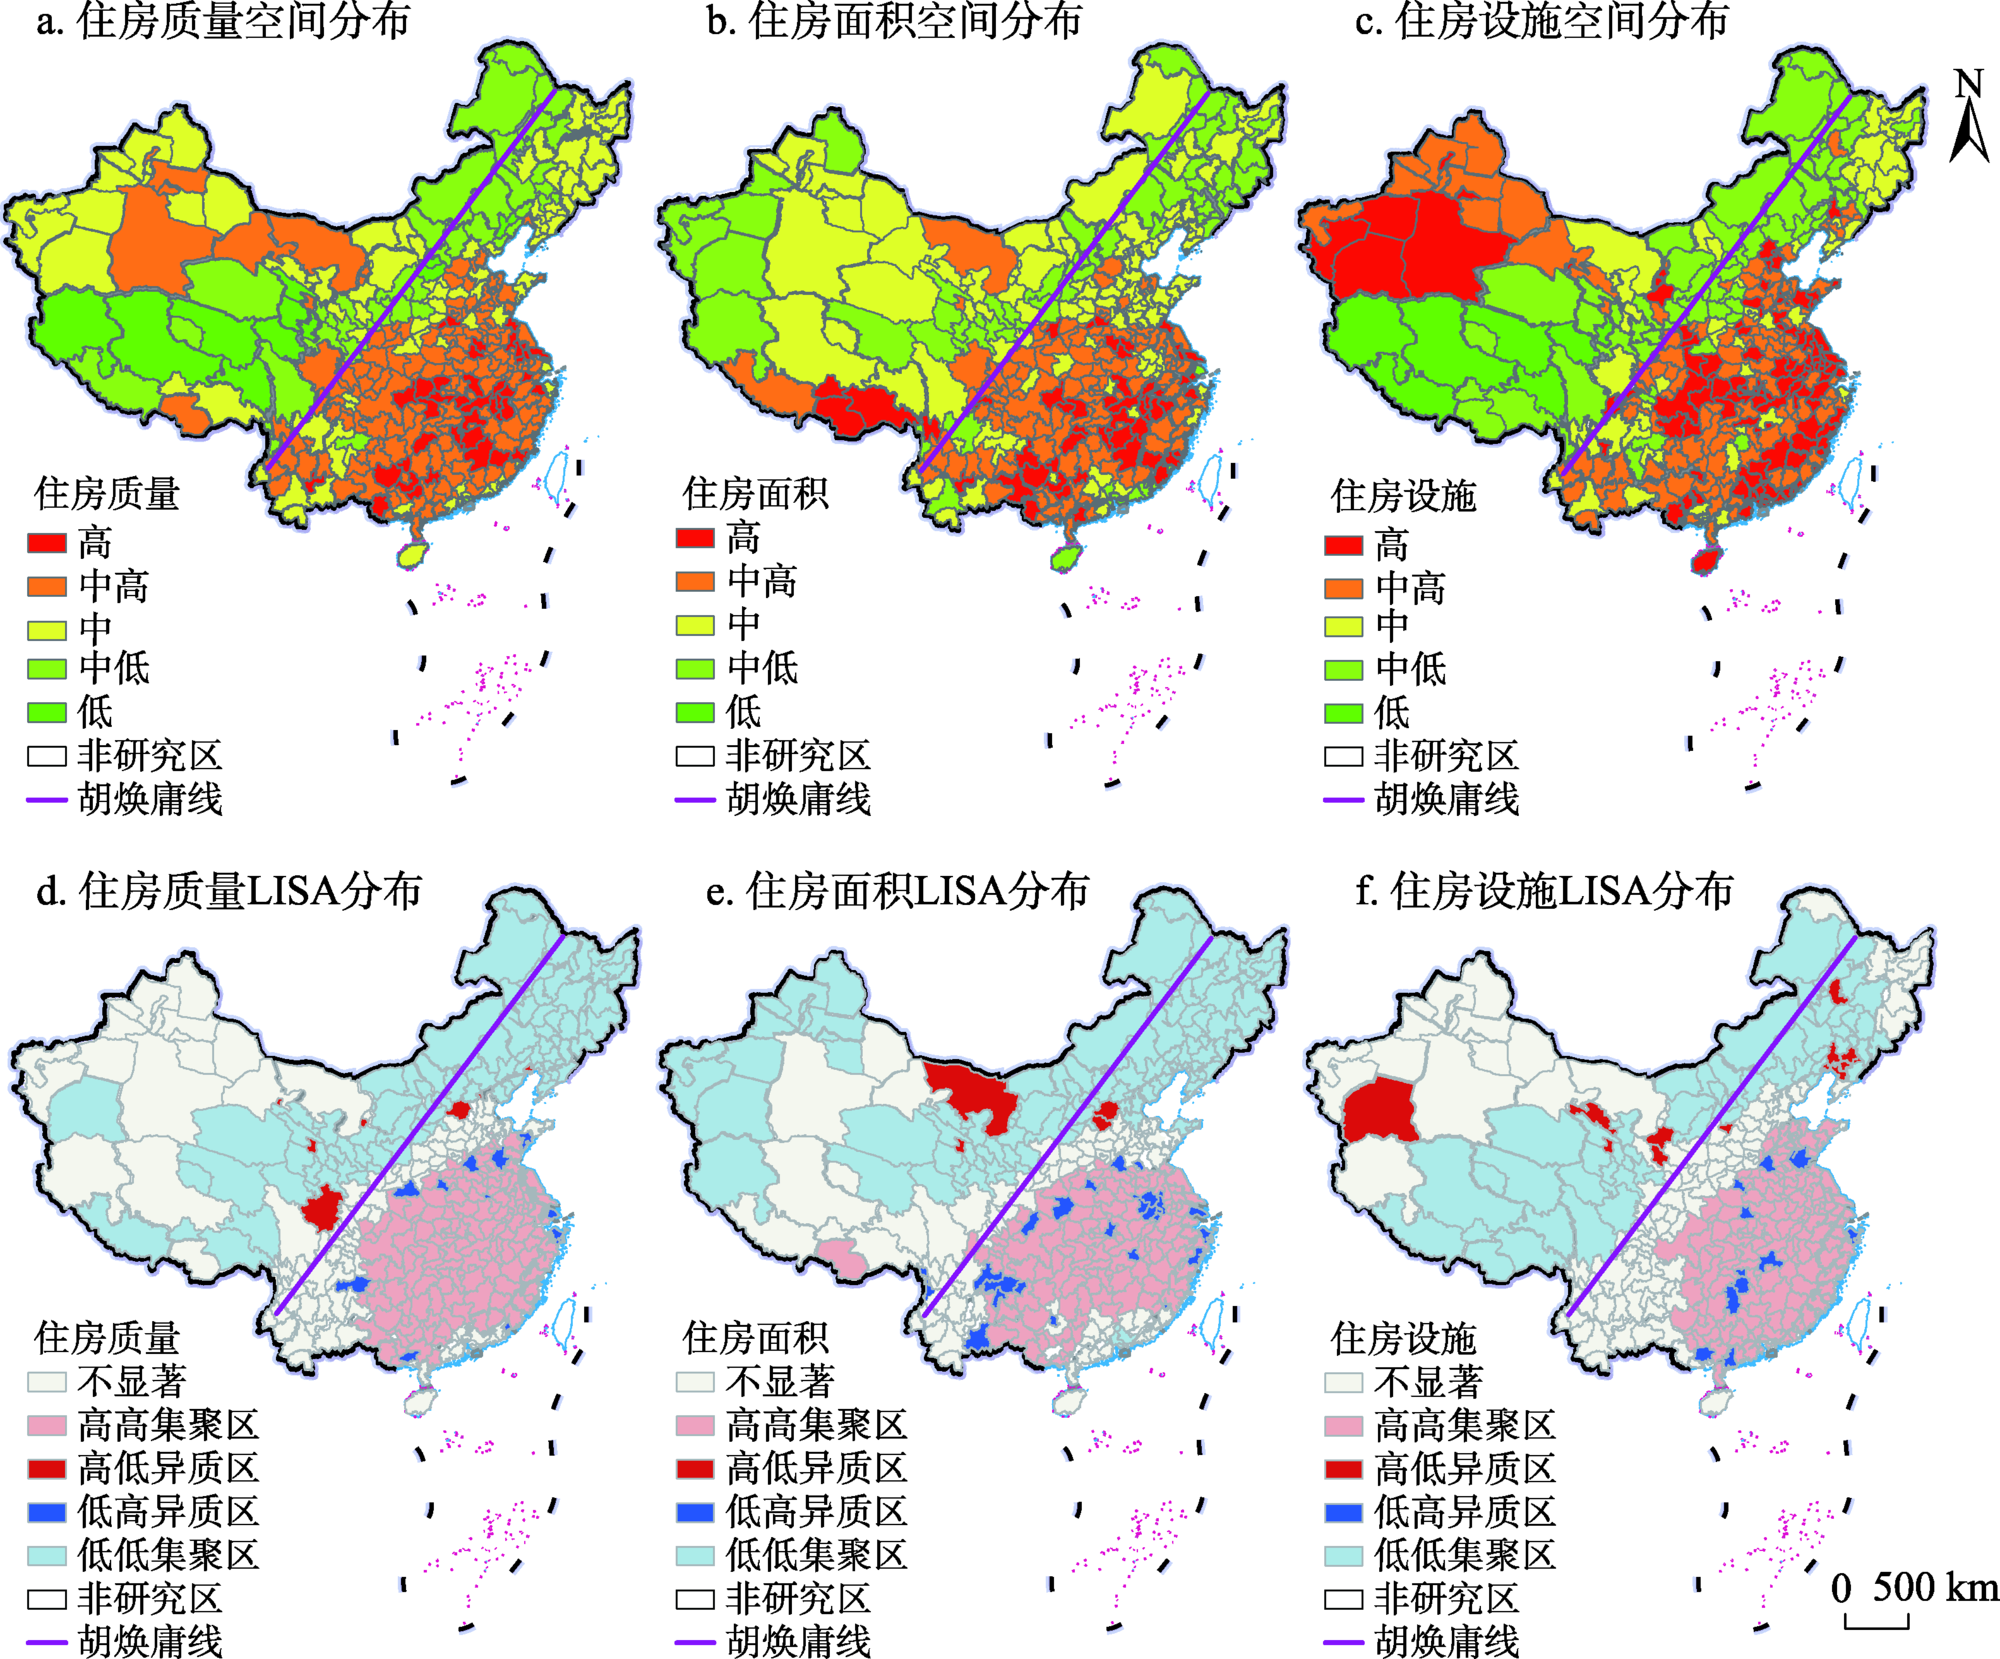 a. 住房质量空间分布
b. 住房面积空间分布
c. 住房设施空间分布
N
住房质量
高
中高
中
中低
低
非研究区
胡焕庸线
住房面积
高
中高
中
中低
低
非研究区
胡焕庸线
住房设施
高
中高
中
中低
低
非研究区
胡焕庸线
d. 住房质量LISA分布
e. 住房面积LISA分布
f. 住房设施LISA分布
住房质量
不显著
高高集聚区
高低异质区
低高异质区
低低集聚区
非研究区
胡焕庸线
住房面积
不显著
高高集聚区
高低异质区
低高异质区
低低集聚区
非研究区
胡焕庸线
住房设施
不显著
高高集聚区
高低异质区
低高异质区
低低集聚区
非研究区
胡焕庸线
0 500 km